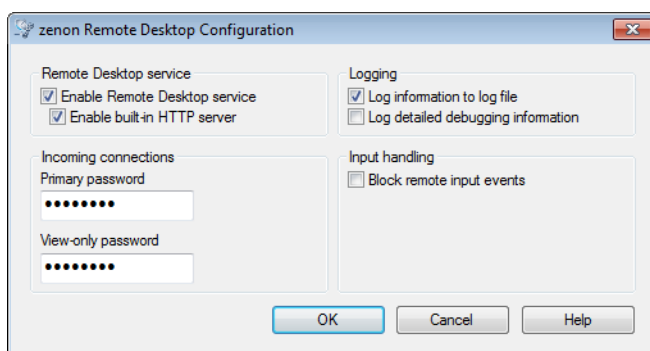 zenon Remote Desktop Configuration
Remote Desktop service
Enable Remote Desktop service
Enable built-in HTTP server
Logging
Log information to log file
Log detailed debugging information
Incoming connections
Primary password
••••••••
View-only password
••••••••
Input handling
Block remote input events
OK
Cancel
Help